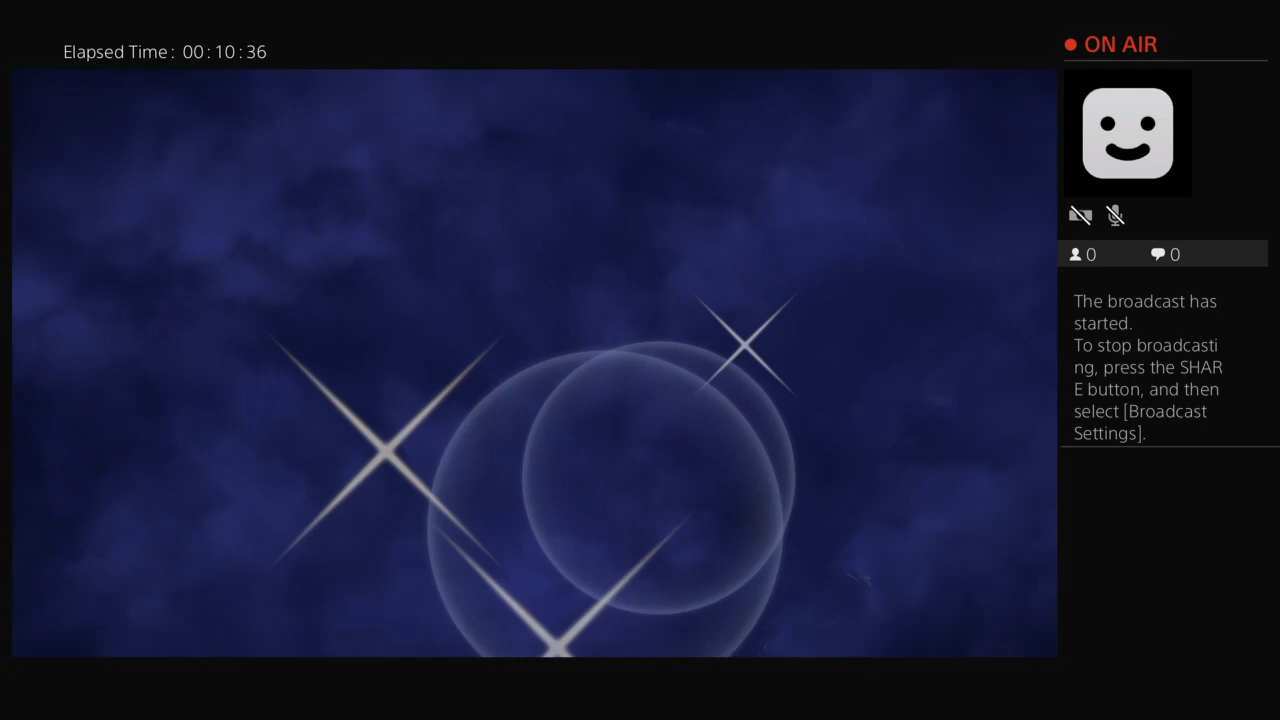 Elapsed Time: 00:10:36
ON AIR
0 0
The broadcast has
started.
To stop broadcasti
ng, press the SHAR
E button, and then
select [Broadcast
Settings].